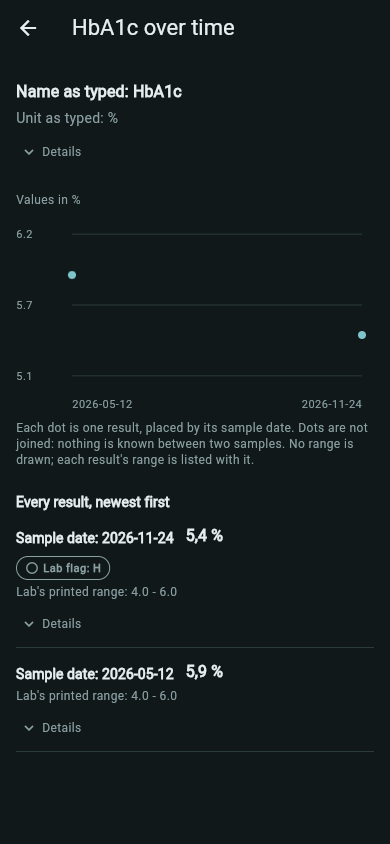 HbA1c over time
Name as typed: HbA1c
Unit as typed: %
Details
Values in %
6.2
5.7
5.1
2026-05-12 2026-11-24
Each dot is one result, placed by its sample date. Dots are not
joined: nothing is known between two samples. No range is
drawn; each result's range is listed with it.
Every result, newest first
Sample date: 2026-11-24 5,4 %
Lab flag: H
Lab's printed range: 4.0 - 6.0
Details
Sample date: 2026-05-12 5,9 %
Lab's printed range: 4.0 - 6.0
Details